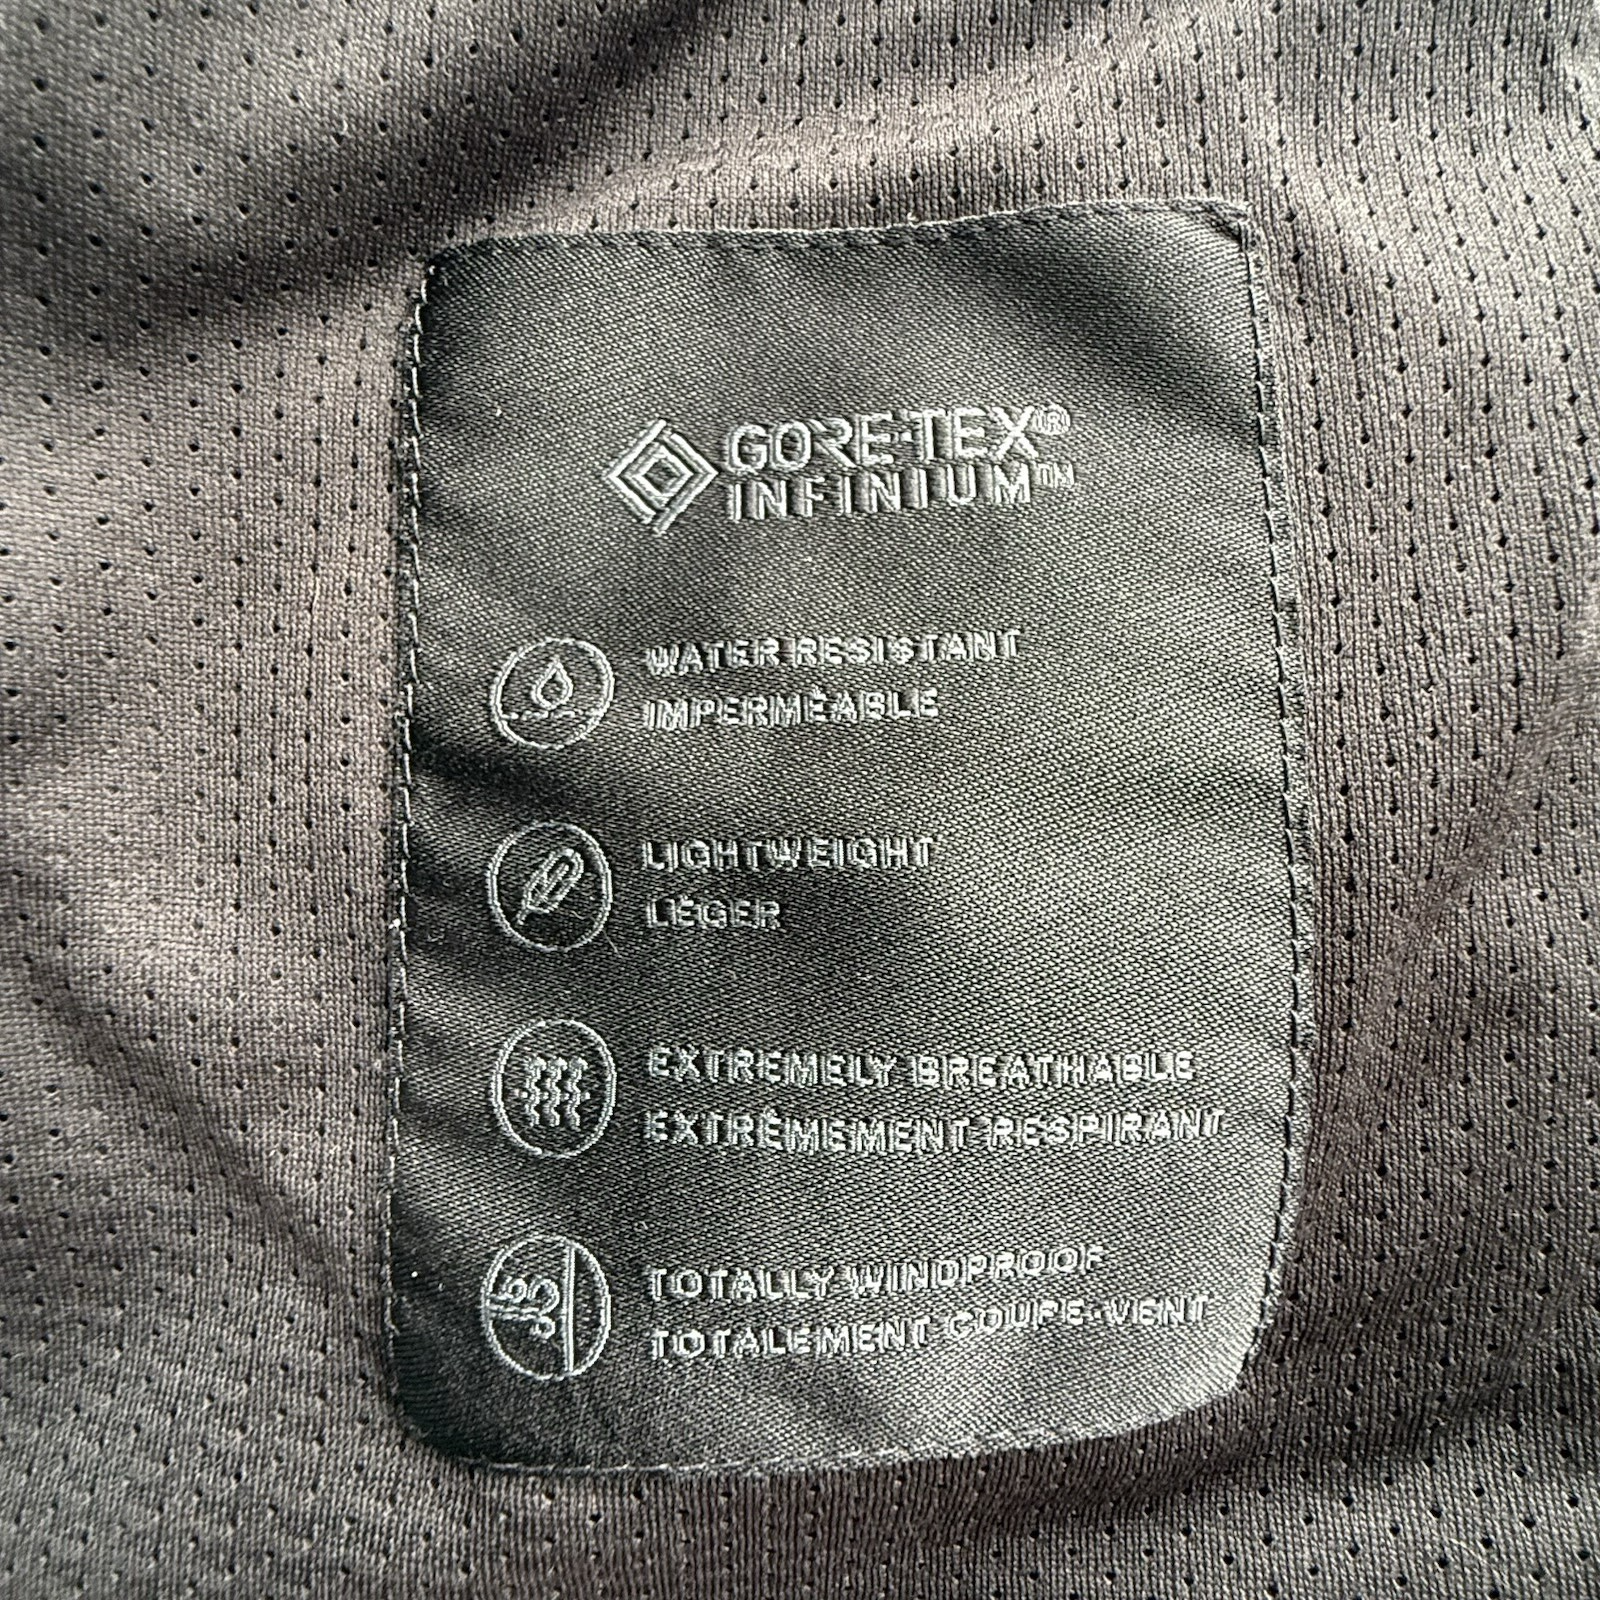 GORE-TEX®
INFINIUM™
WATER RESISTANT
IMPERMÉABLE
LIGHTWEIGHT
LÉGER
EXTREMELY BREATHABLE
EXTRÊMEMENT RESPIRANT
TOTALLY WINDPROOF
TOTALEMENT COUPE-VENT